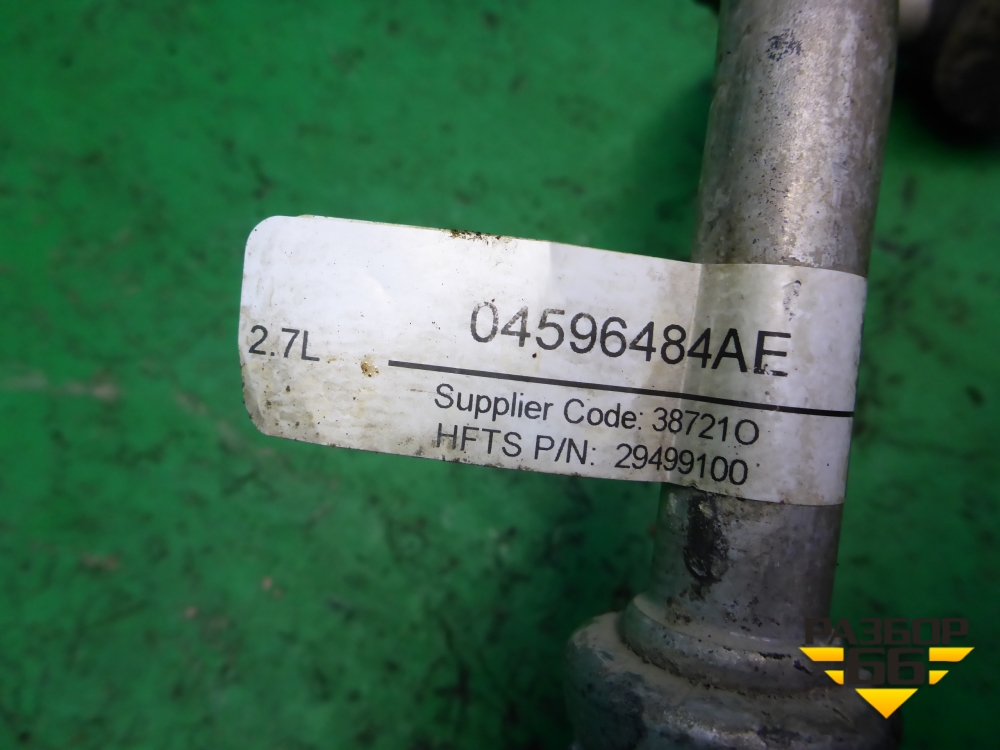 04596484AE
2.7L
Supplier Code: 38721O
HFTS P/N: 29499100
РАЗБОР
66